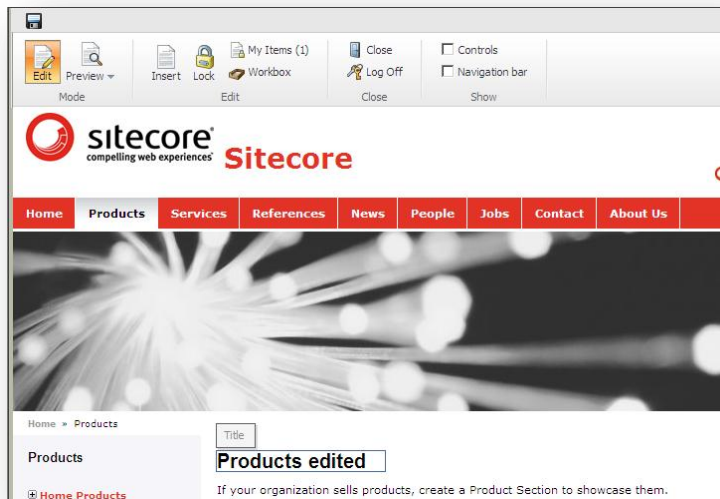 My Items (1)
Close
Controls
Edit
Preview
Insert
Lock
Workbox
Log Off
Navigation bar
Mode
Edit
Close
Show
sitecore®
compelling web experiences®
Sitecore
Home Products Services References News People Jobs Contact About Us
Home » Products
Title
Products
Products edited
Home Products
If your organization sells products, create a Product Section to showcase them.